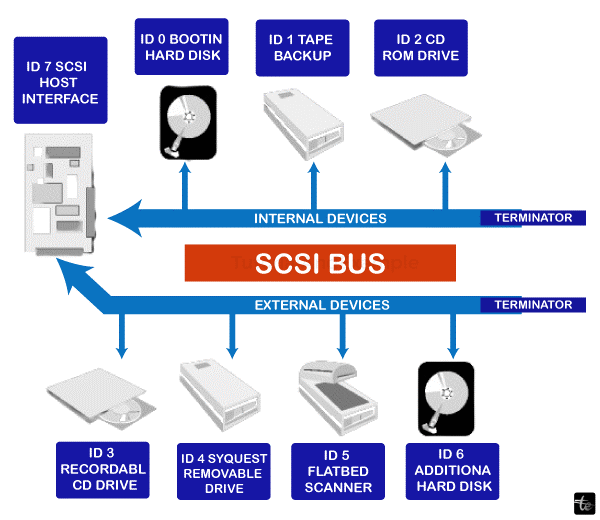 ID 7 SCSI
HOST
INTERFACE
ID 0 BOOTIN
HARD DISK
ID 1 TAPE
BACKUP
ID 2 CD
ROM DRIVE
INTERNAL DEVICES
TERMINATOR
SCSI BUS
EXTERNAL DEVICES
TERMINATOR
ID 3
RECORDABL
CD DRIVE
ID 4 SYQUEST
REMOVABLE
DRIVE
ID 5
FLATBED
SCANNER
ID 6
ADDITIONA
HARD DISK
te